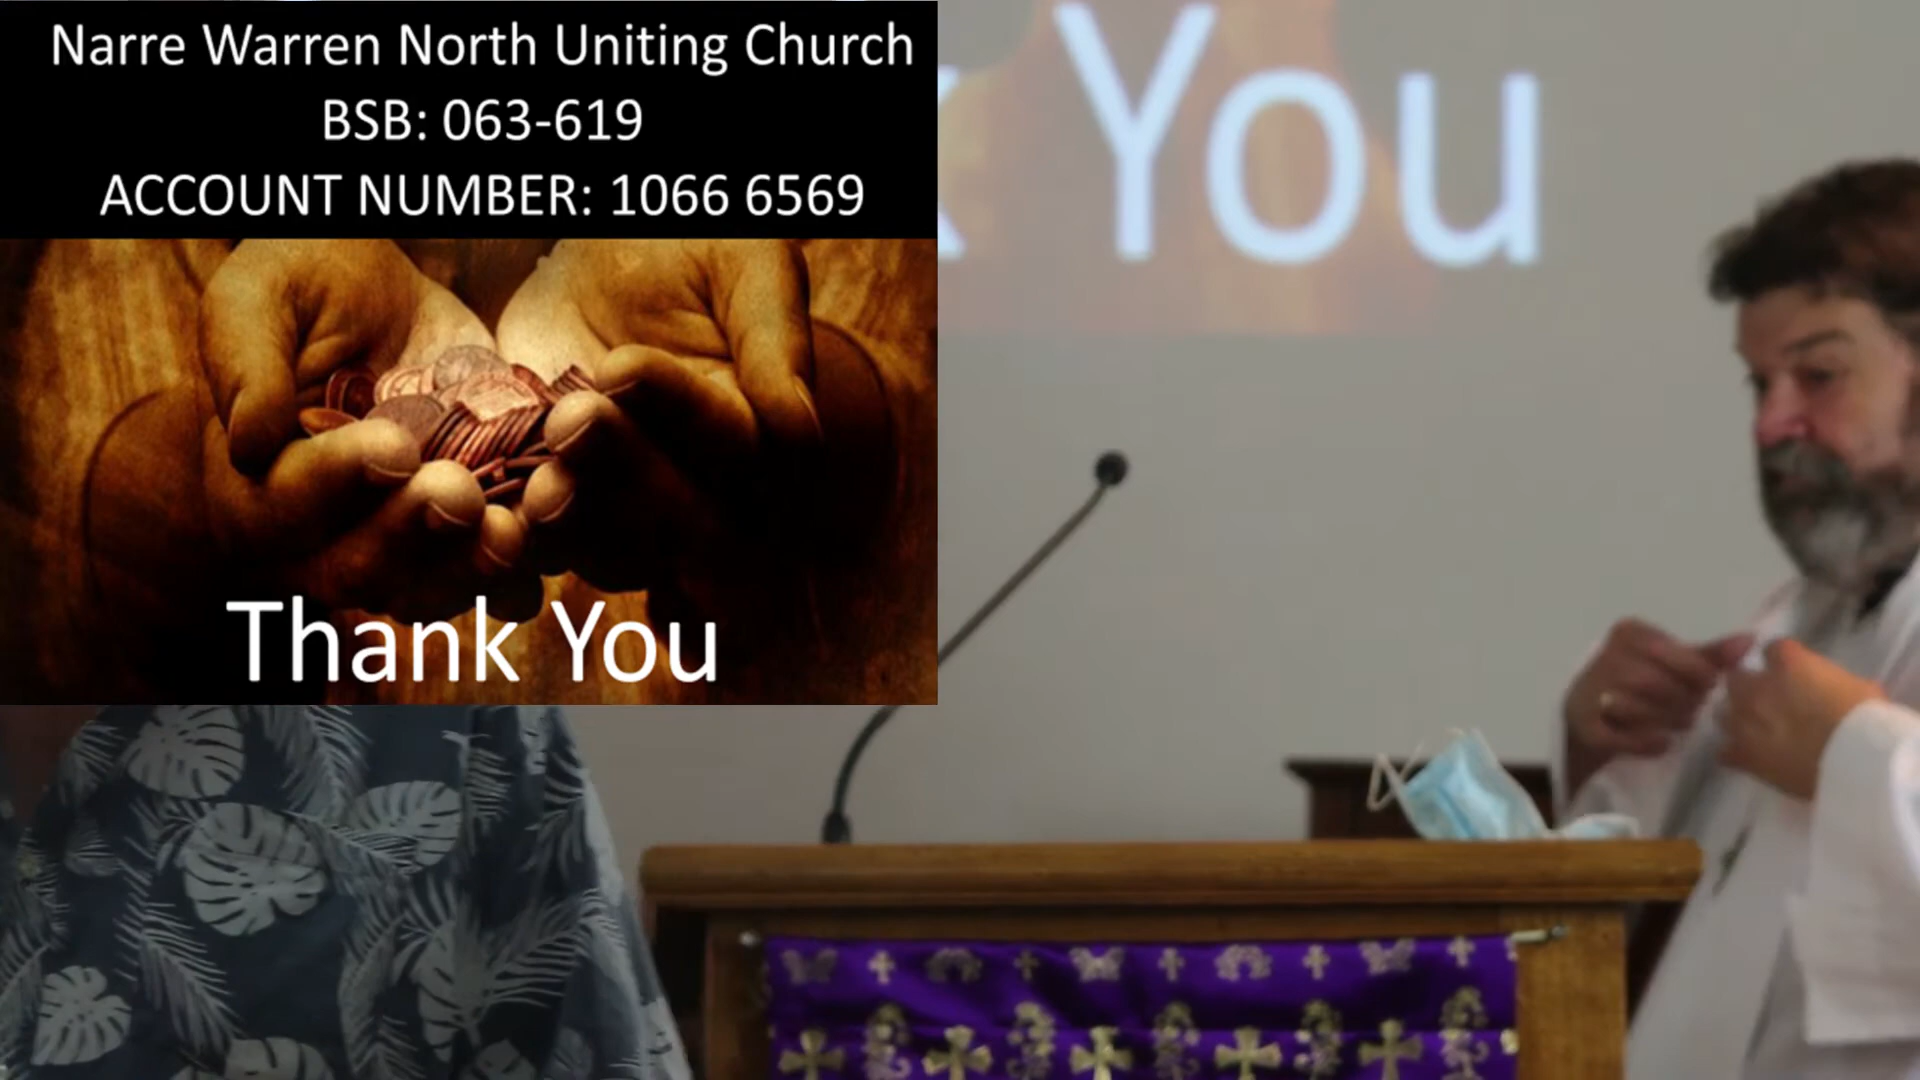 Narre Warren North Uniting Church
BSB: 063-619
ACCOUNT NUMBER: 1066 6569
Thank You
You